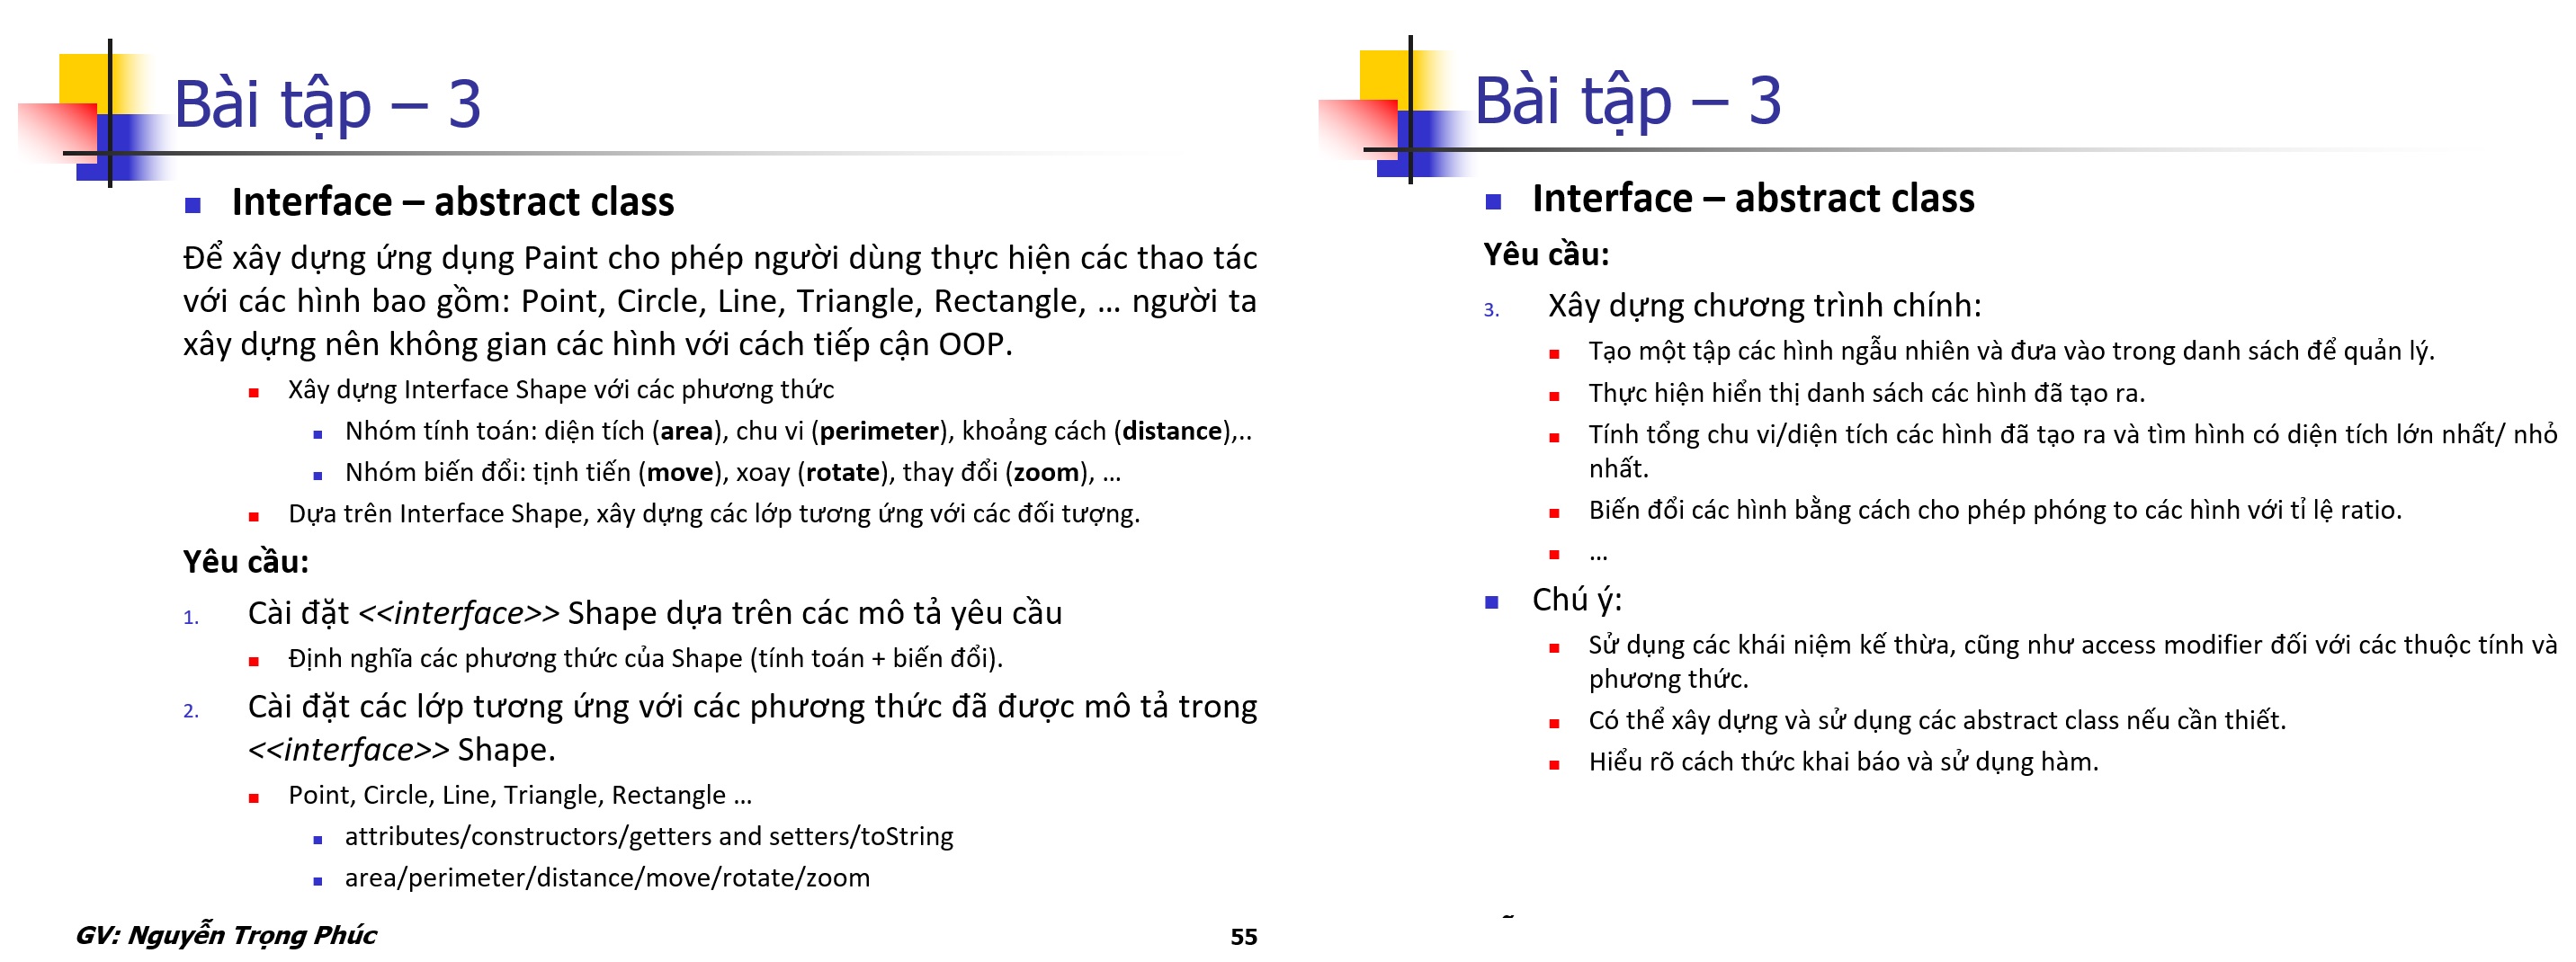 Bài tập – 3
Interface – abstract class
Để xây dựng ứng dụng Paint cho phép người dùng thực hiện các thao tác
với các hình bao gồm: Point, Circle, Line, Triangle, Rectangle, … người ta
xây dựng nên không gian các hình với cách tiếp cận OOP.
Xây dựng Interface Shape với các phương thức
Nhóm tính toán: diện tích (area), chu vi (perimeter), khoảng cách (distance),..
Nhóm biến đổi: tịnh tiến (move), xoay (rotate), thay đổi (zoom), …
Dựa trên Interface Shape, xây dựng các lớp tương ứng với các đối tượng.
Yêu cầu:
1. Cài đặt <<interface>> Shape dựa trên các mô tả yêu cầu
Định nghĩa các phương thức của Shape (tính toán + biến đổi).
2. Cài đặt các lớp tương ứng với các phương thức đã được mô tả trong
<<interface>> Shape.
Point, Circle, Line, Triangle, Rectangle …
attributes/constructors/getters and setters/toString
area/perimeter/distance/move/rotate/zoom
GV: Nguyễn Trọng Phúc
55
Bài tập – 3
Interface – abstract class
Yêu cầu:
3. Xây dựng chương trình chính:
Tạo một tập các hình ngẫu nhiên và đưa vào trong danh sách để quản lý.
Thực hiện hiển thị danh sách các hình đã tạo ra.
Tính tổng chu vi/diện tích các hình đã tạo ra và tìm hình có diện tích lớn nhất/ nhỏ
nhất.
Biến đổi các hình bằng cách cho phép phóng to các hình với tỉ lệ ratio.
…
Chú ý:
Sử dụng các khái niệm kế thừa, cũng như access modifier đối với các thuộc tính và
phương thức.
Có thể xây dựng và sử dụng các abstract class nếu cần thiết.
Hiểu rõ cách thức khai báo và sử dụng hàm.